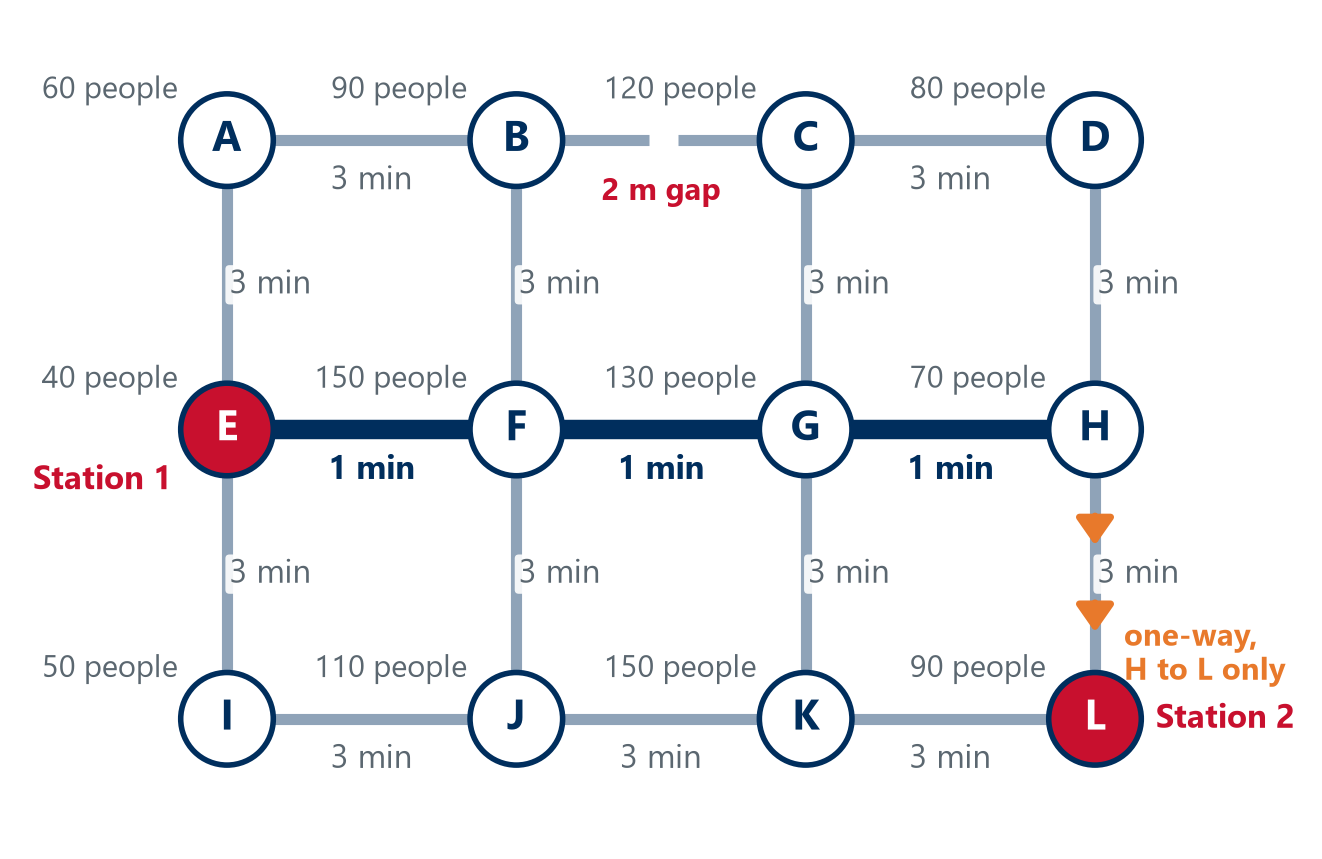 60 people
90 people
120 people
80 people
A
B
C
D
3 min
2 m gap
3 min
3 min
3 min
3 min
3 min
40 people
150 people
130 people
70 people
E
F
G
H
Station 1
1 min
1 min
1 min
3 min
3 min
3 min
3 min
one-way,
H to L only
50 people
110 people
150 people
90 people
I
J
K
L
Station 2
3 min
3 min
3 min